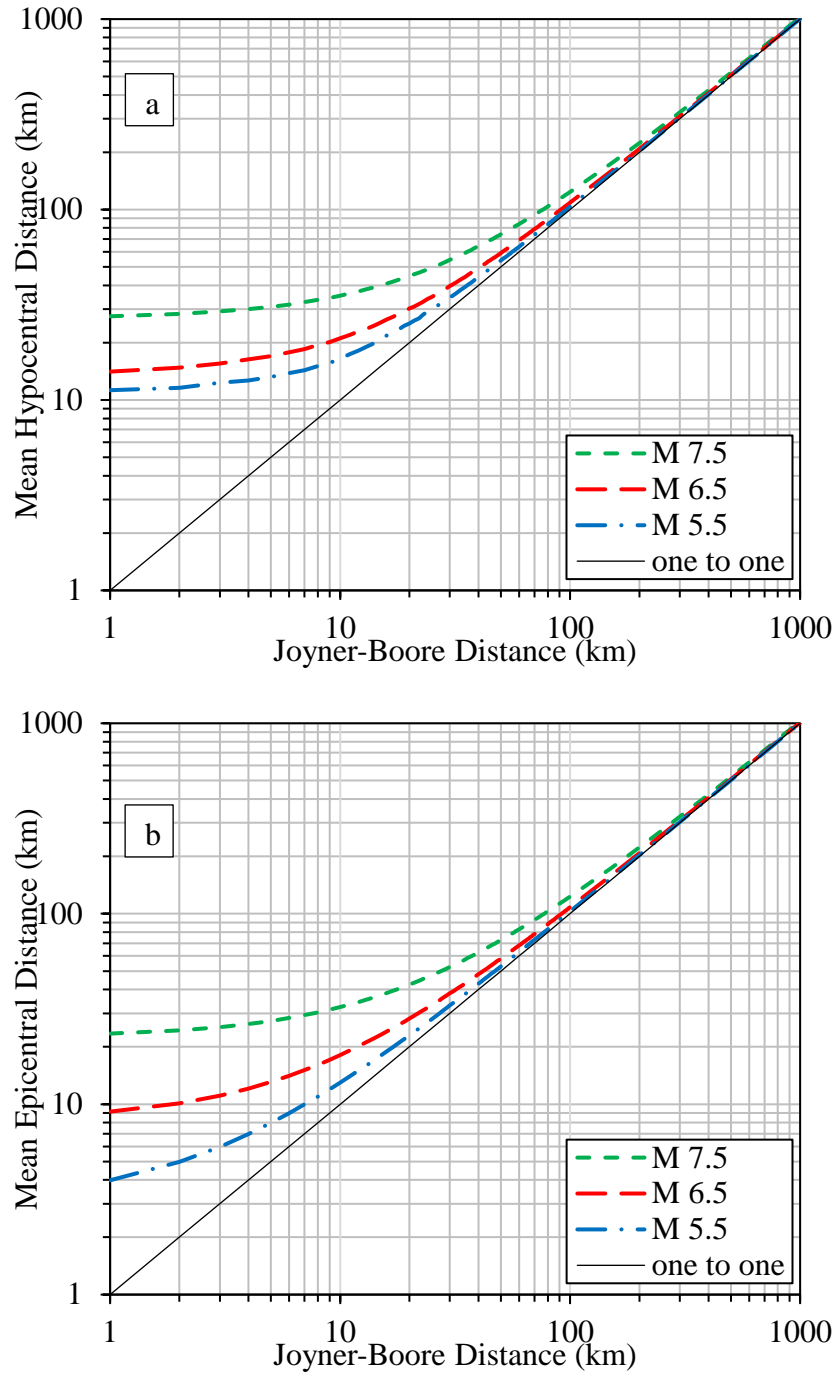 1000
a
100
10
1
Mean Hypocentral Distance (km)
M 7.5
M 6.5
M 5.5
one to one
1 10 100 1000
Joyner-Boore Distance (km)
1000
b
100
10
1
Mean Epicentral Distance (km)
M 7.5
M 6.5
M 5.5
one to one
1 10 100 1000
Joyner-Boore Distance (km)